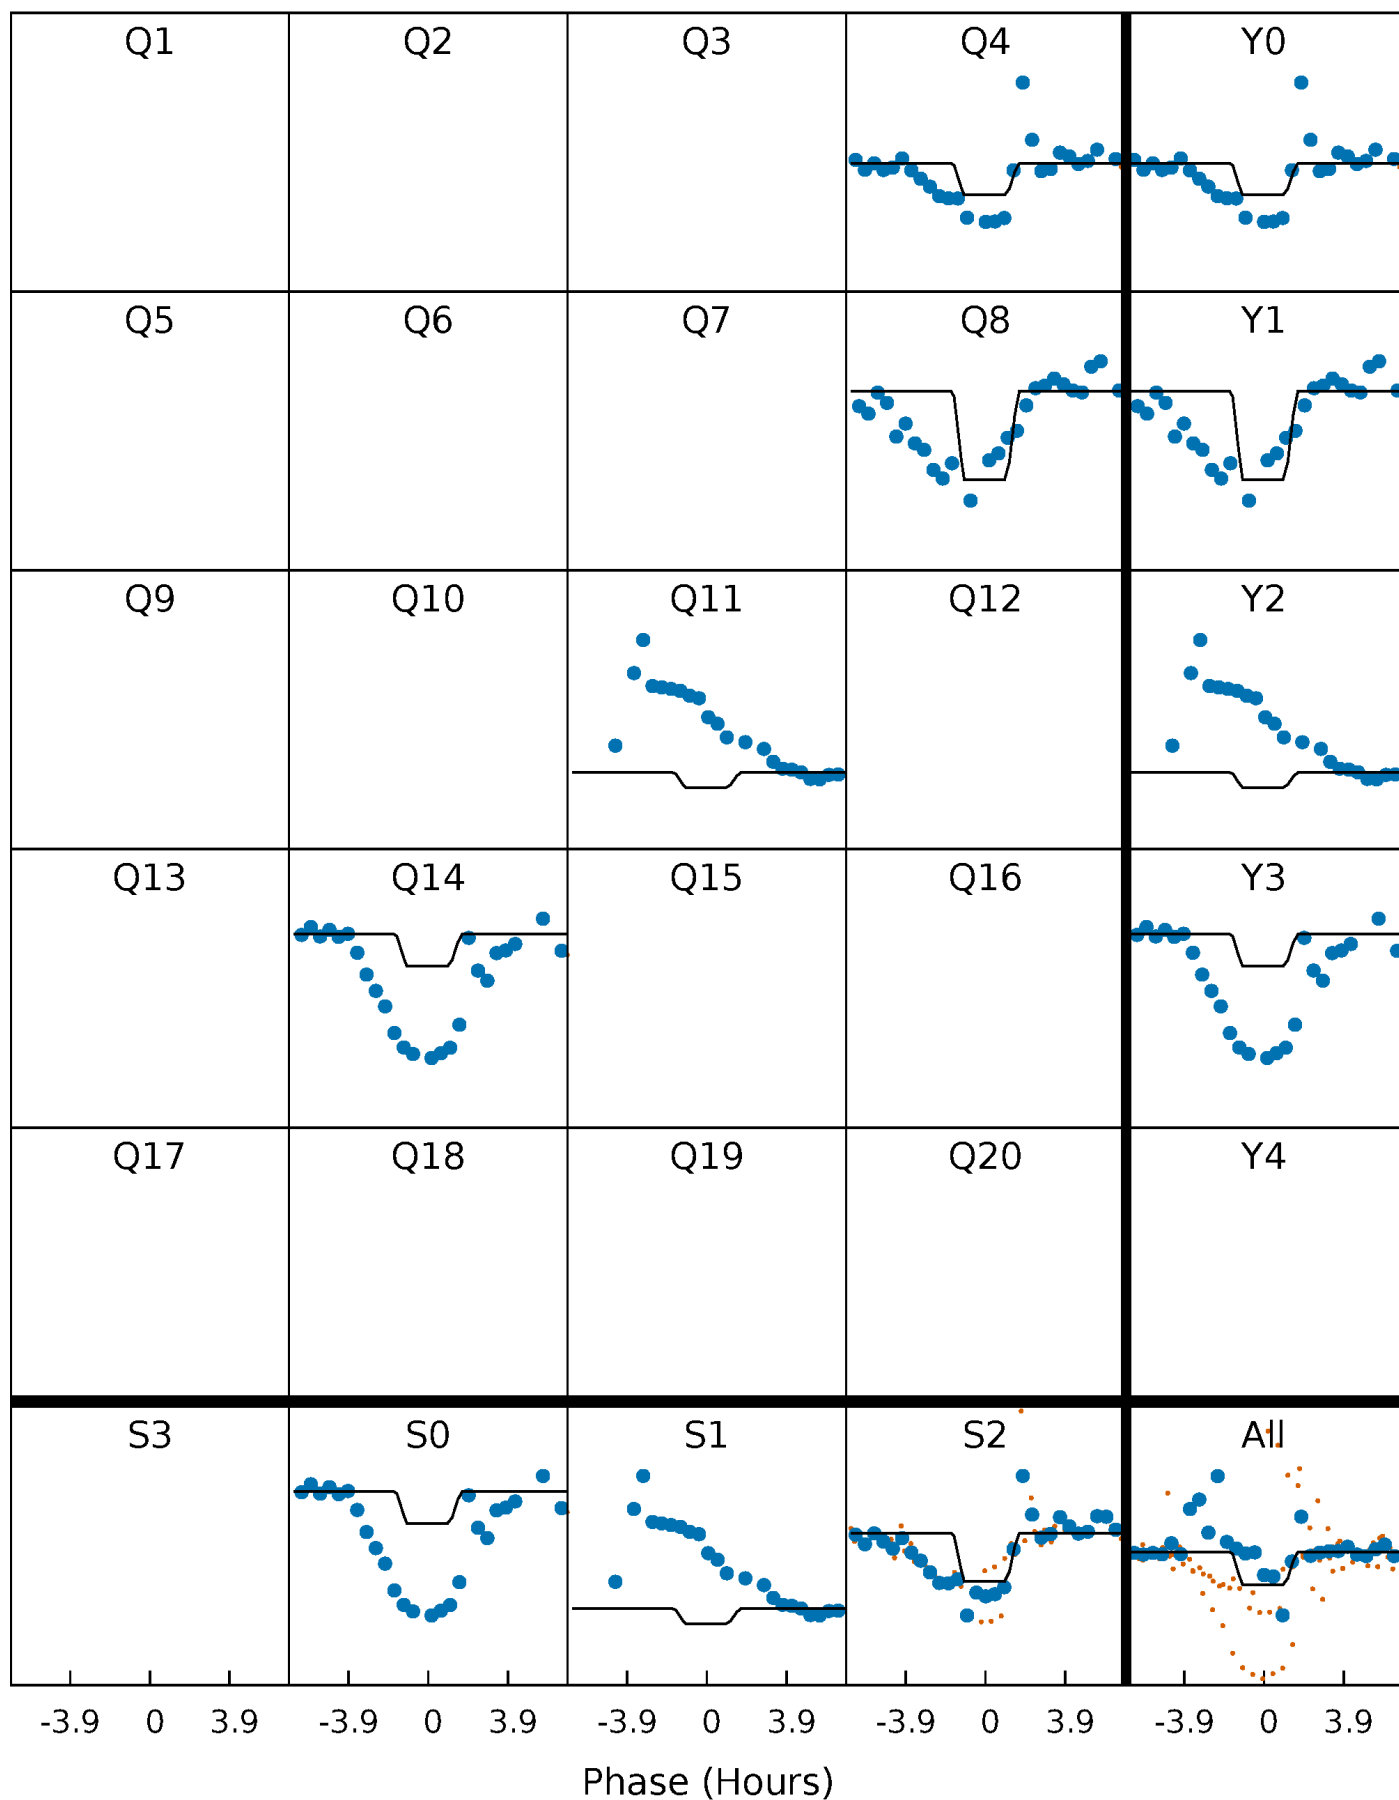 Q1 Q2 Q3 Q4 Y0
Q5 Q6 Q7 Q8 Y1
Q9 Q10 Q11 Q12 Y2
Q13 Q14 Q15 Q16 Y3
Q17 Q18 Q19 Q20 Y4
S3 S0 S1 S2 All
-3.9 0 3.9 -3.9 0 3.9 -3.9 0 3.9 -3.9 0 3.9 -3.9 0 3.9
Phase (Hours)